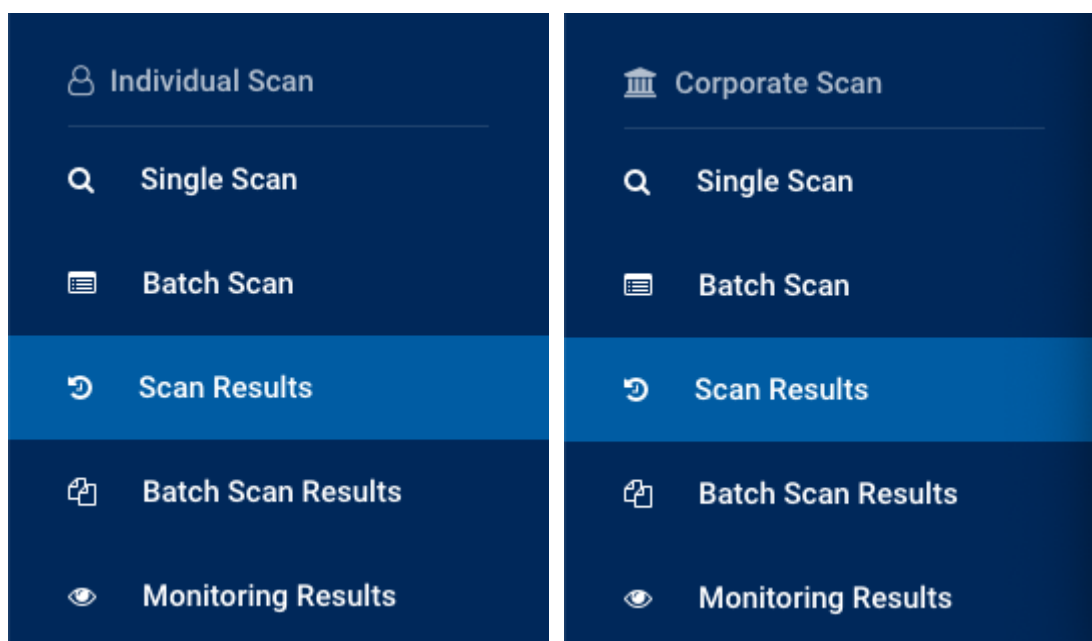 Individual Scan
Single Scan
Batch Scan
Scan Results
Batch Scan Results
Monitoring Results
Corporate Scan
Single Scan
Batch Scan
Scan Results
Batch Scan Results
Monitoring Results